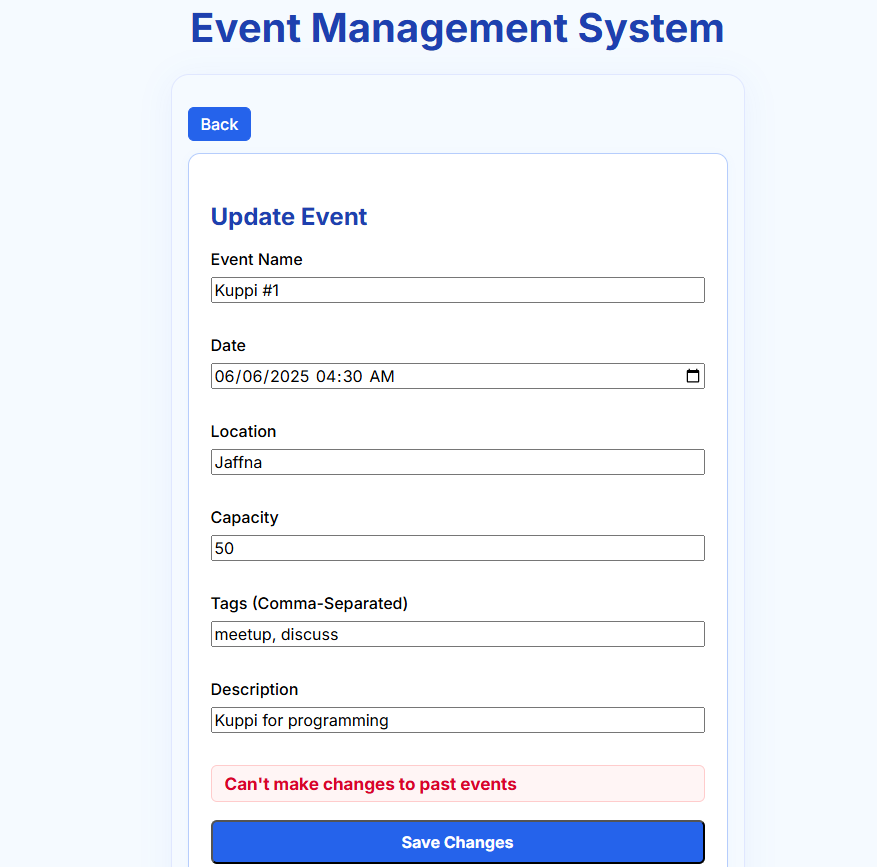 Event Management System
Back
Update Event
Event Name
Kuppi #1
Date
06/06/2025 04:30 AM
Location
Jaffna
Capacity
50
Tags (Comma-Separated)
meetup, discuss
Description
Kuppi for programming
Can't make changes to past events
Save Changes